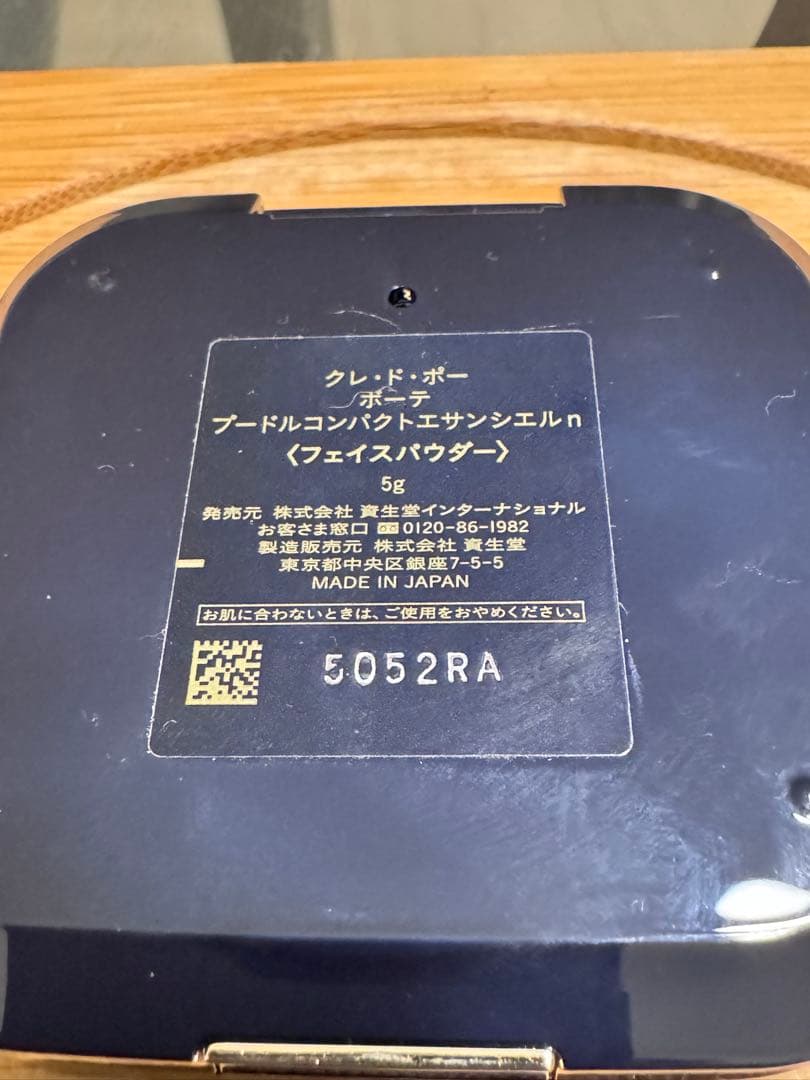 クレ・ド・ポー
ボーテ
プードルコンパクトエサンシエルn
〈フェイスパウダー〉
5g
発売元 株式会社 資生堂インターナショナル
お客さま窓口 0120-86-1982
製造販売元 株式会社 資生堂
東京都中央区銀座7-5-5
MADE IN JAPAN
お肌に合わないときは、ご使用をおやめください。
5052RA